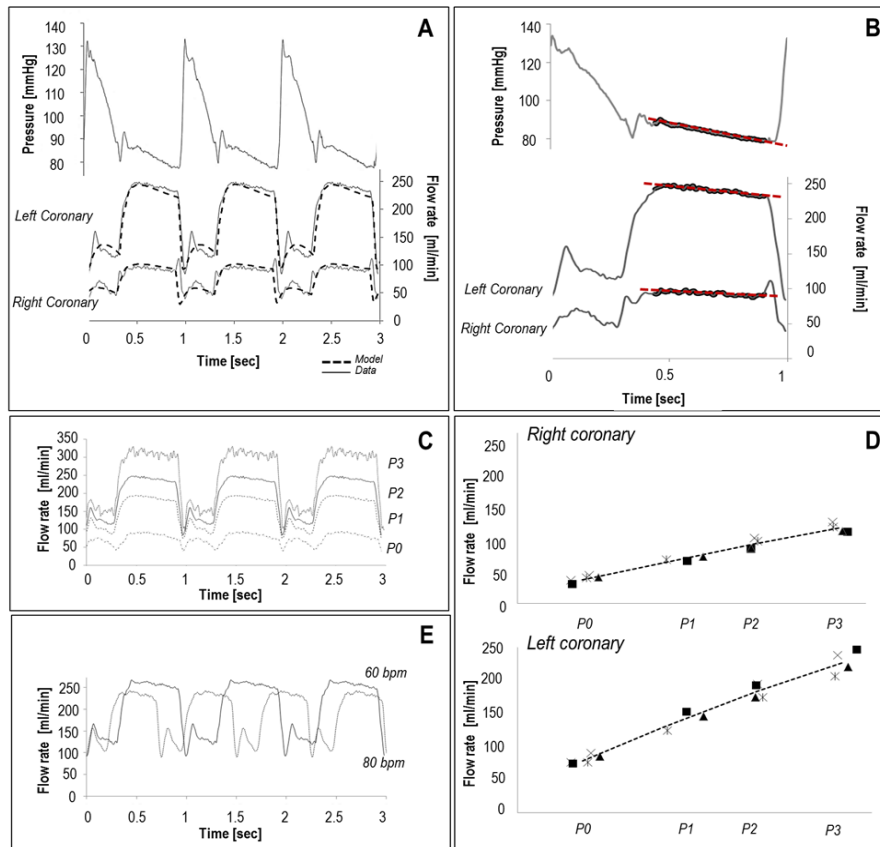 A
Pressure [mmHg]
140
130
120
110
100
90
80
Left Coronary
Right Coronary
250
200
150
100
50
0
Flow rate [ml/min]
0 1 2 3
Time [sec]
Model
Data
B
Pressure [mmHg]
140
120
100
80
Left Coronary
Right Coronary
250
200
150
100
50
0
Flow rate [ml/min]
0 0.5 1
Time [sec]
C
Flow rate [ml/min]
350
300
250
200
150
100
50
0
P3
P2
P1
P0
0 0.5 1 1.5 2 2.5 3
Time [sec]
D
Right coronary
Flow rate [ml/min]
250
200
150
100
50
0
P0 P1 P2 P3
Left coronary
Flow rate [ml/min]
250
200
150
100
50
0
P0 P1 P2 P3
E
Flow rate [ml/min]
250
200
150
100
50
0
60 bpm
80 bpm
0 0.5 1 1.5 2 2.5 3
Time [sec]